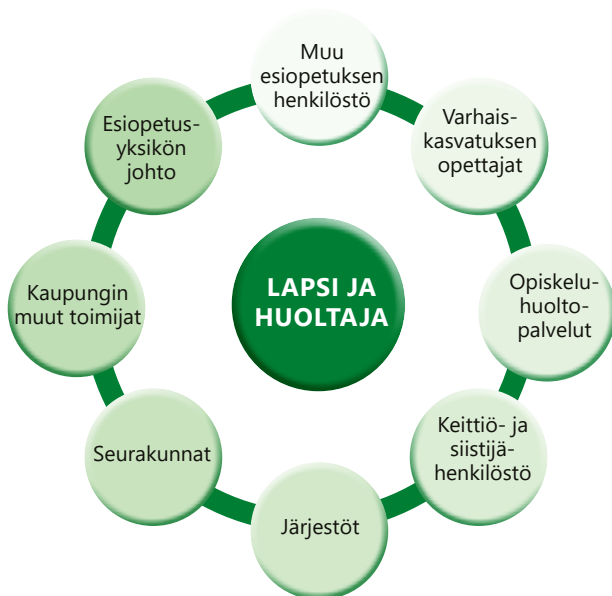 Muu
esiopetuksen
henkilöstö
Varhais-
kasvatuksen
opettajat
Opiskelu-
huolto-
palvelut
Keittiö- ja
siistijä-
henkilöstö
Järjestöt
Seurakunnat
Kaupungin
muut toimijat
Esiopetus-
yksikön
johto
LAPSI JA
HUOLTAJA